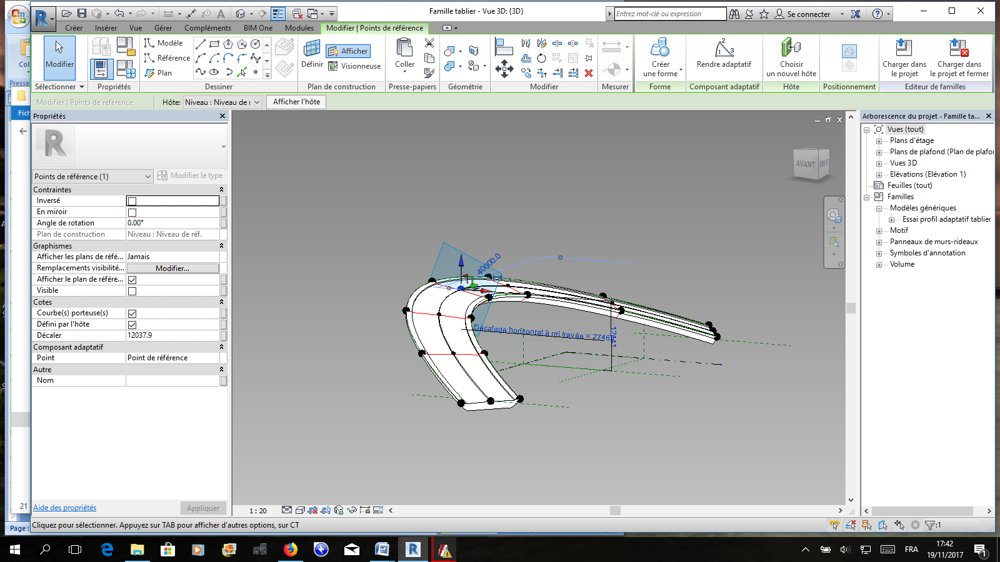 Famille tablier - Vue 3D: {3D}
Entrez mot-clé ou expression
Se connecter
Créer
Insérer
Vue
Gérer
Compléments
BIM One
Modules
Modifier | Points de référence
Modifier
Modèle
Référence
Plan
Définir
Afficher
Visionneuse
Coller
Créer
une forme
Rendre adaptatif
Choisir
un nouvel hôte
Charger dans
le projet
Charger dans
le projet et fermer
Sélectionner
Propriétés
Dessiner
Plan de construction
Presse-papiers
Géométrie
Modifier
Mesurer
Forme
Composant adaptatif
Hôte
Positionnement
Editeur de familles
Modifier | Points de référence
Hôte:
Niveau : Niveau de
Afficher l'hôte
Col
Presse
Fich
21
Page :
Propriétés
R
Points de référence (1)
Modifier le type
Contraintes
Inversé
En miroir
Angle de rotation 0.00°
Plan de construction Niveau : Niveau de réf.
Graphismes
Afficher les plans de réfé... Jamais
Remplacements visibilité... Modifier...
Afficher le plan de référe...
Visible
Cotes
Courbe(s) porteuse(s)
Défini par l'hôte
Décaler 12037.9
Composant adaptatif
Point Point de référence
Autre
Nom
Aide des propriétés
Appliquer
AVANT
40000.0
Décalage horizontal à mi travée = 2746
1 : 20
Arborescence du projet - Famille ta...
Vues (tout)
Plans d'étage
Plans de plafond (Plan de plafo
Vues 3D
Elévations (Elévation 1)
Feuilles (tout)
Familles
Modèles génériques
Essai profil adaptatif tablier
Motif
Panneaux de murs-rideaux
Symboles d'annotation
Volume
Cliquez pour sélectionner. Appuyez sur TAB pour afficher d'autres options, sur CT
:1
FRA
17:42
19/11/2017
1